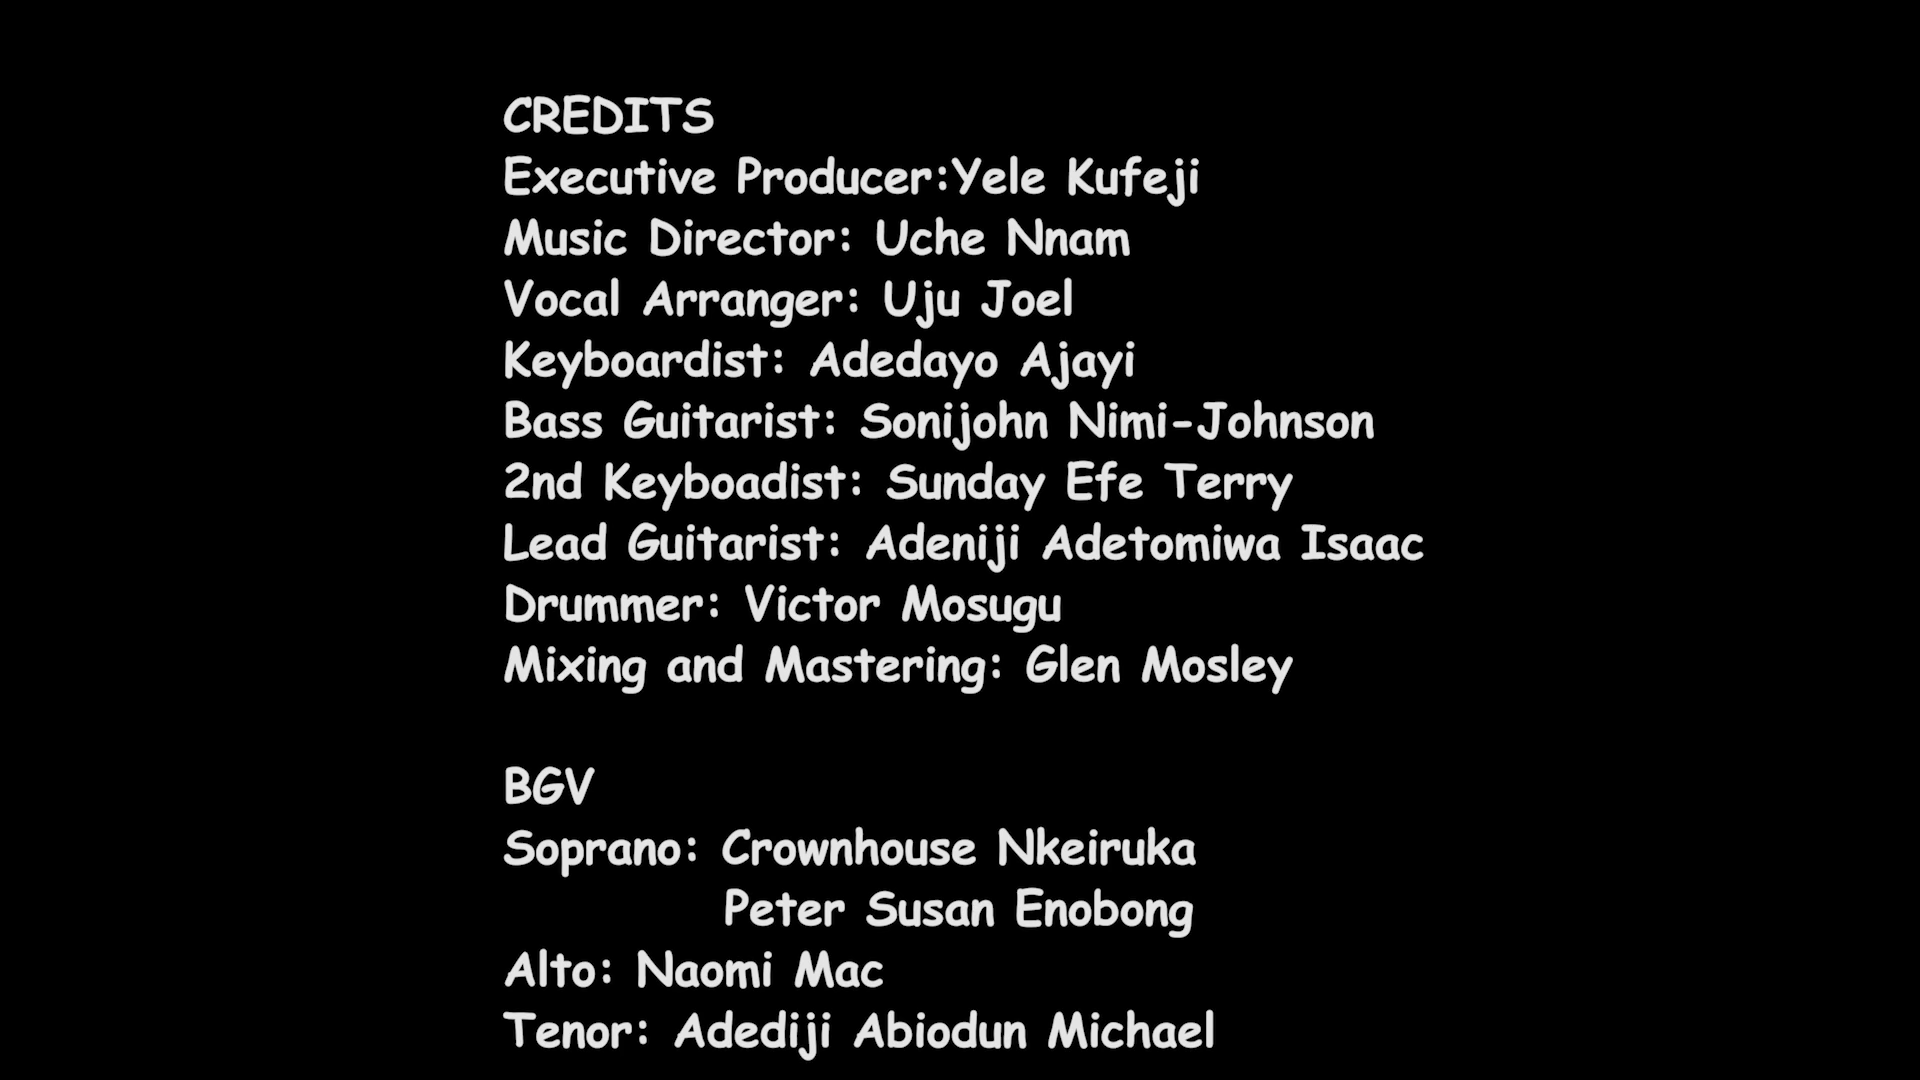 CREDITS
Executive Producer:Yele Kufeji
Music Director: Uche Nnam
Vocal Arranger: Uju Joel
Keyboardist: Adedayo Ajayi
Bass Guitarist: Sonijohn Nimi-Johnson
2nd Keyboadist: Sunday Efe Terry
Lead Guitarist: Adeniji Adetomiwa Isaac
Drummer: Victor Mosugu
Mixing and Mastering: Glen Mosley
BGV
Soprano: Crownhouse Nkeiruka
Peter Susan Enobong
Alto: Naomi Mac
Tenor: Adediji Abiodun Michael